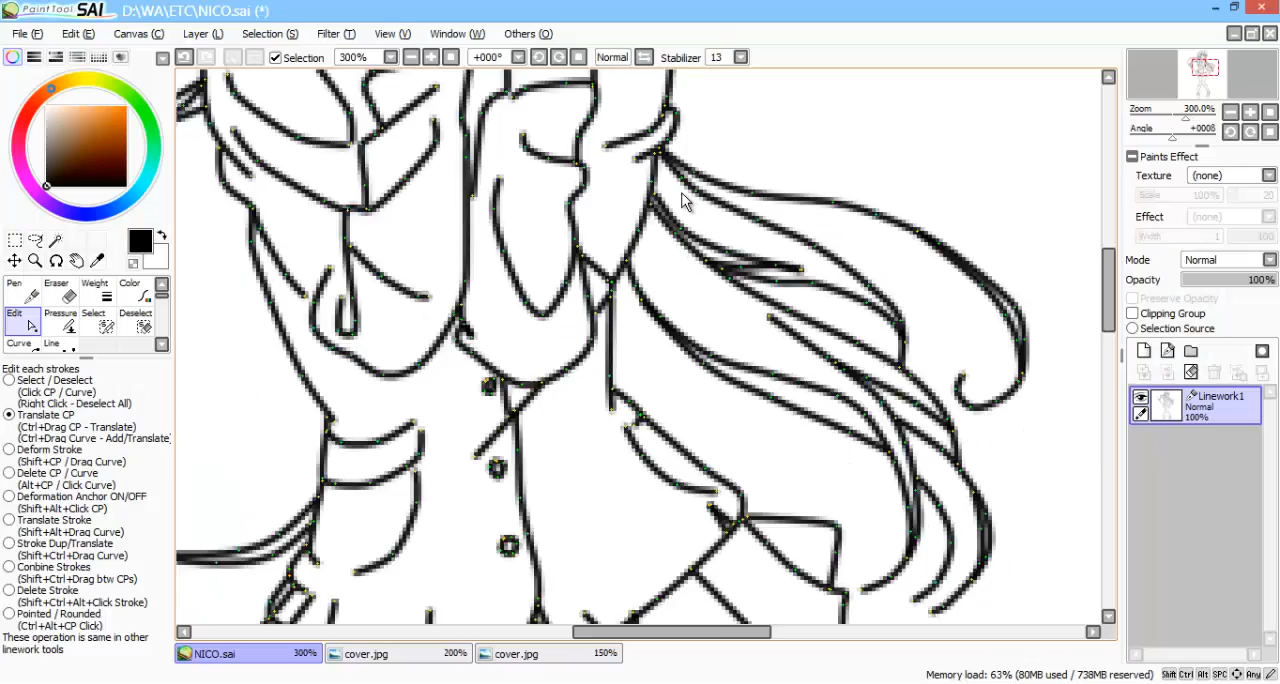 PaintTool SAI D:\WA\ETC\NICO.sai (*)
File (F) Edit (E) Canvas (C) Layer (L) Selection (S) Filter (T) View (V) Window (W) Others (O)
Selection 300% +000° Normal Stabilizer 13
Zoom 300.0%
Angle +000ß
Paints Effect
Texture (none)
Scale 100% 20
Effect (none)
Width 1 100
Mode Normal
Opacity 100%
Preserve Opacity
Clipping Group
Selection Source
Linework1
Normal
100%
Pen Eraser Weight Color
Edit Pressure Select Deselect
Curve Line
Edit each strokes
Select / Deselect
(Click CP / Curve)
(Right Click - Deselect All)
Translate CP
(Ctrl+Drag CP - Translate)
(Ctrl+Drag Curve - Add/Translate)
Deform Stroke
(Shift+CP / Drag Curve)
Delete CP / Curve
(Alt+CP / Click Curve)
Deformation Anchor ON/OFF
(Shift+Alt+Click CP)
Translate Stroke
(Shift+Alt+Drag Curve)
Stroke Dup/Translate
(Shift+Ctrl+Drag Curve)
Conbine Strokes
(Shift+Ctrl+Drag btw CPs)
Delete Stroke
(Shift+Ctrl+Alt+Click Stroke)
Pointed / Rounded
(Ctrl+Alt+CP Click)
These operation is same in other
linework tools
NICO.sai 300% cover.jpg 200% cover.jpg 150%
Memory load: 63% (80MB used / 738MB reserved) Shift Ctrl Alt SPC Any